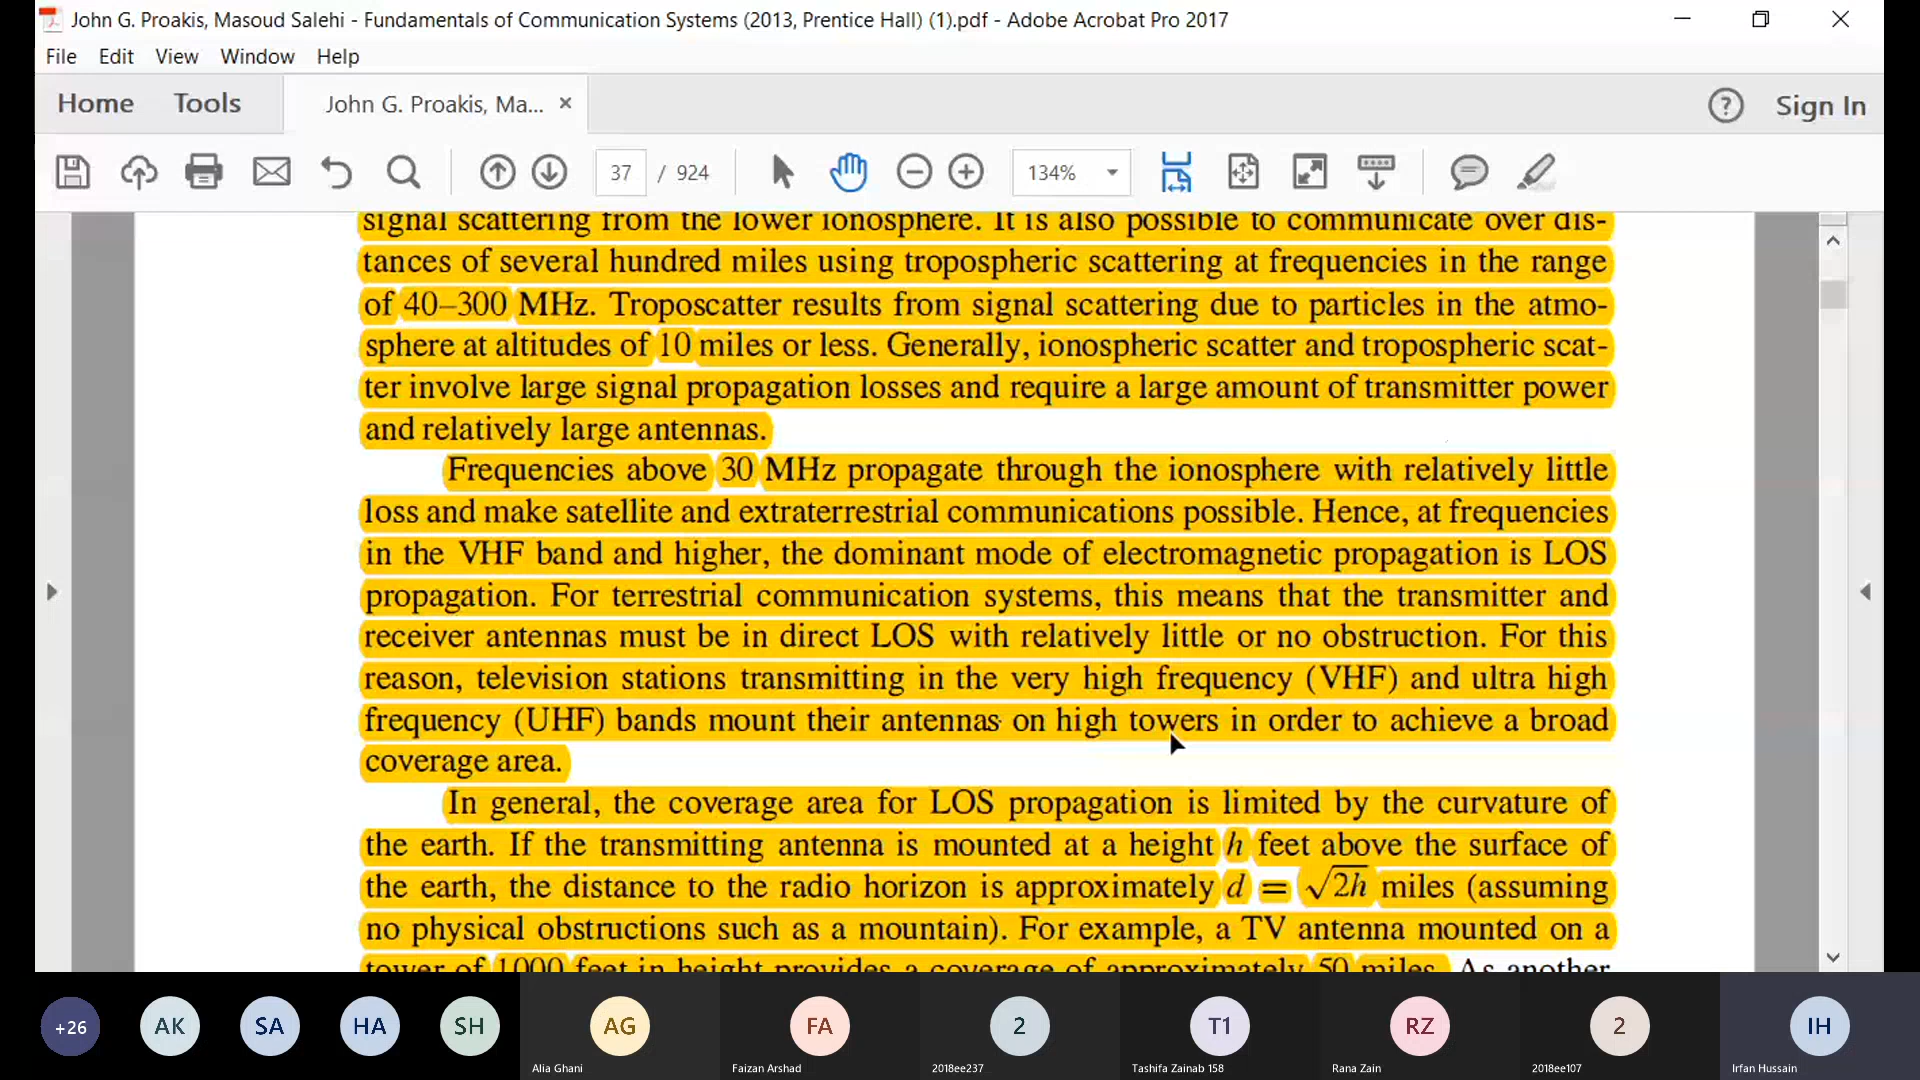 John G. Proakis, Masoud Salehi - Fundamentals of Communication Systems (2013, Prentice Hall) (1).pdf - Adobe Acrobat Pro 2017
File Edit View Window Help
Home Tools John G. Proakis, Ma... × ? Sign In
37 / 924 134%
signal scattering from the lower ionosphere. It is also possible to communicate over dis-
tances of several hundred miles using tropospheric scattering at frequencies in the range
of 40–300 MHz. Troposcatter results from signal scattering due to particles in the atmo-
sphere at altitudes of 10 miles or less. Generally, ionospheric scatter and tropospheric scat-
ter involve large signal propagation losses and require a large amount of transmitter power
and relatively large antennas.
Frequencies above 30 MHz propagate through the ionosphere with relatively little
loss and make satellite and extraterrestrial communications possible. Hence, at frequencies
in the VHF band and higher, the dominant mode of electromagnetic propagation is LOS
propagation. For terrestrial communication systems, this means that the transmitter and
receiver antennas must be in direct LOS with relatively little or no obstruction. For this
reason, television stations transmitting in the very high frequency (VHF) and ultra high
frequency (UHF) bands mount their antennas on high towers in order to achieve a broad
coverage area.
In general, the coverage area for LOS propagation is limited by the curvature of
the earth. If the transmitting antenna is mounted at a height h feet above the surface of
the earth, the distance to the radio horizon is approximately d = √2h miles (assuming
no physical obstructions such as a mountain). For example, a TV antenna mounted on a
tower of 1000 feet in height provides a coverage of approximately 50 miles. As another
+26 AK SA HA SH AG FA 2 T1 RZ 2 IH
Alia Ghani Faizan Arshad 2018ee237 Tashifa Zainab 158 Rana Zain 2018ee107 Irfan Hussain